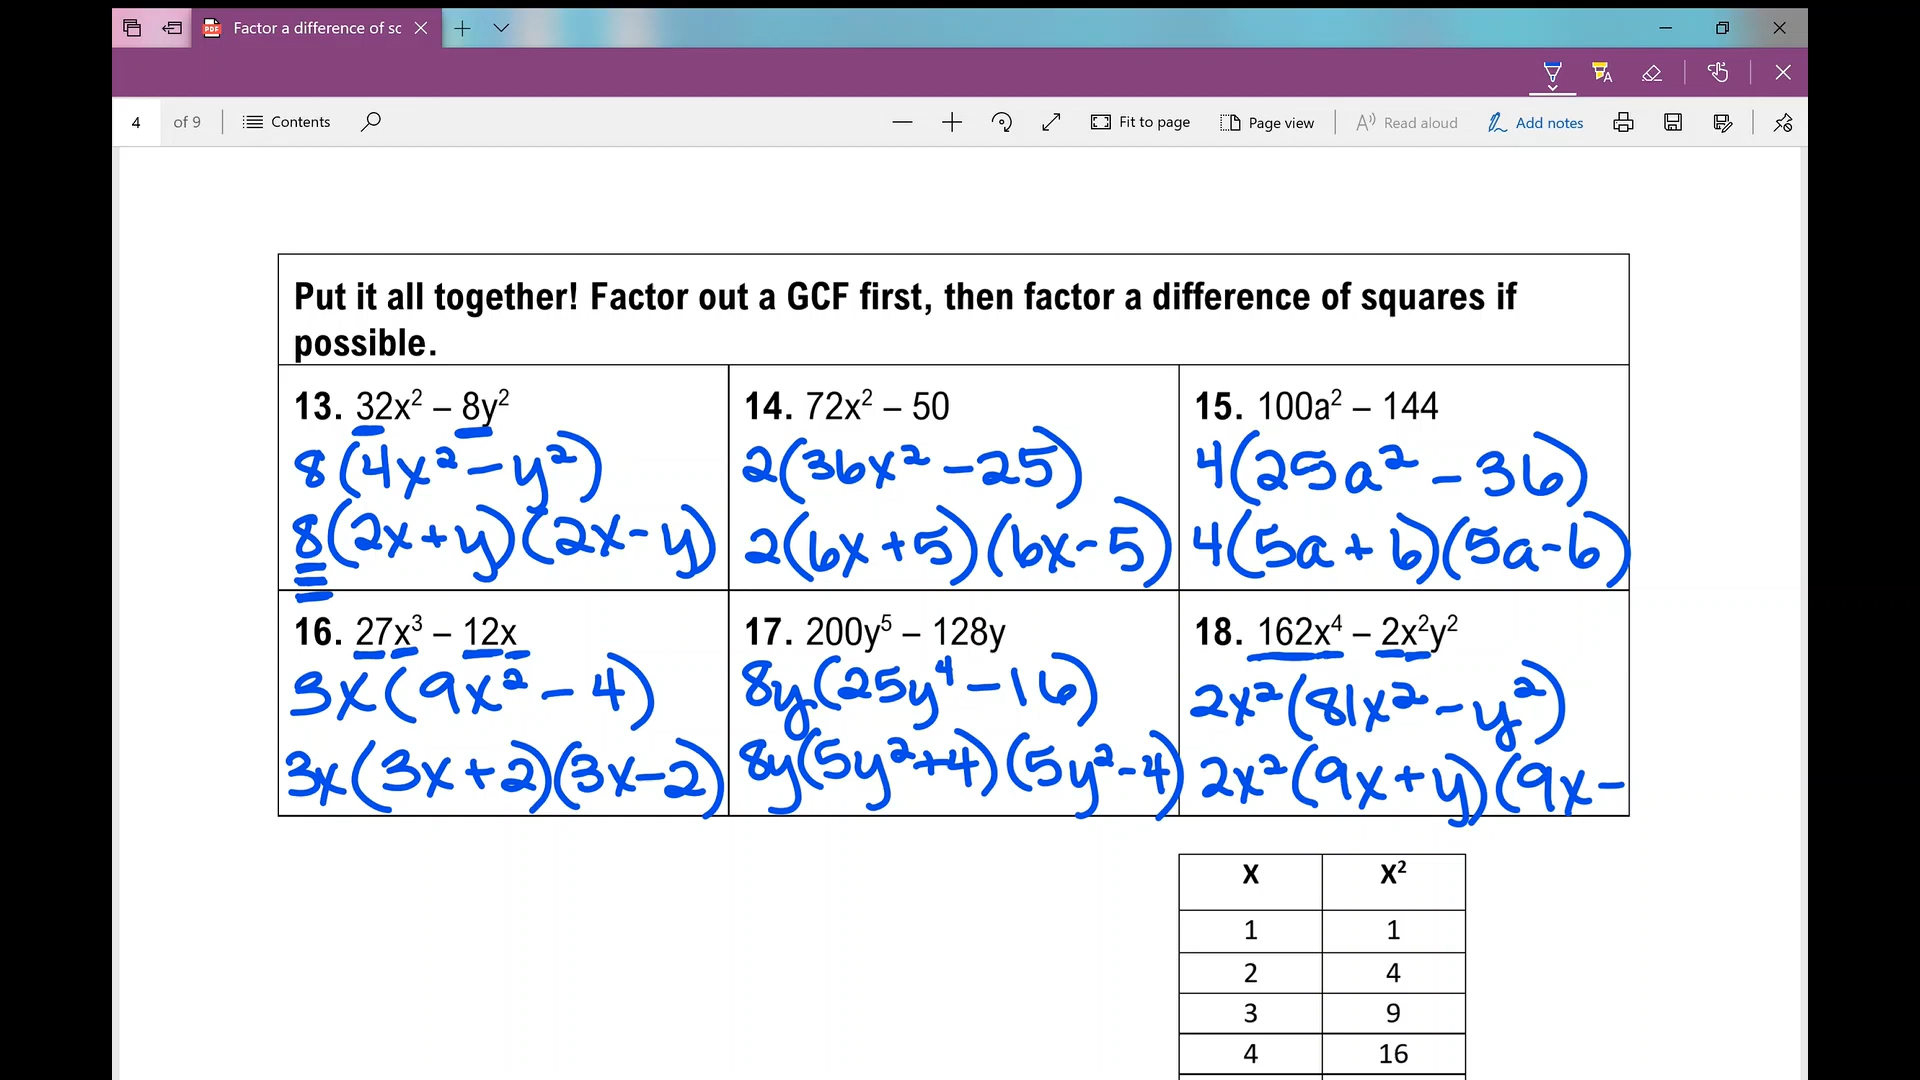 Factor a difference of sc
4 of 9 Contents Fit to page Page view Read aloud Add notes
Put it all together! Factor out a GCF first, then factor a difference of squares if
possible.
13. 32x² – 8y²
8(4x² – y²)
8(2x+y)(2x-y)
14. 72x² – 50
2(36x² – 25)
2(6x+5)(6x-5)
15. 100a² – 144
4(25a² – 36)
4(5a+6)(5a-6)
16. 27x³ – 12x
3x(9x² – 4)
3x(3x+2)(3x-2)
17. 200y⁵ – 128y
8y(25y⁴ – 16)
8y(5y²+4)(5y²-4)
18. 162x⁴ – 2x²y²
2x²(81x² – y²)
2x²(9x+y)(9x–
X X²
1 1
2 4
3 9
4 16